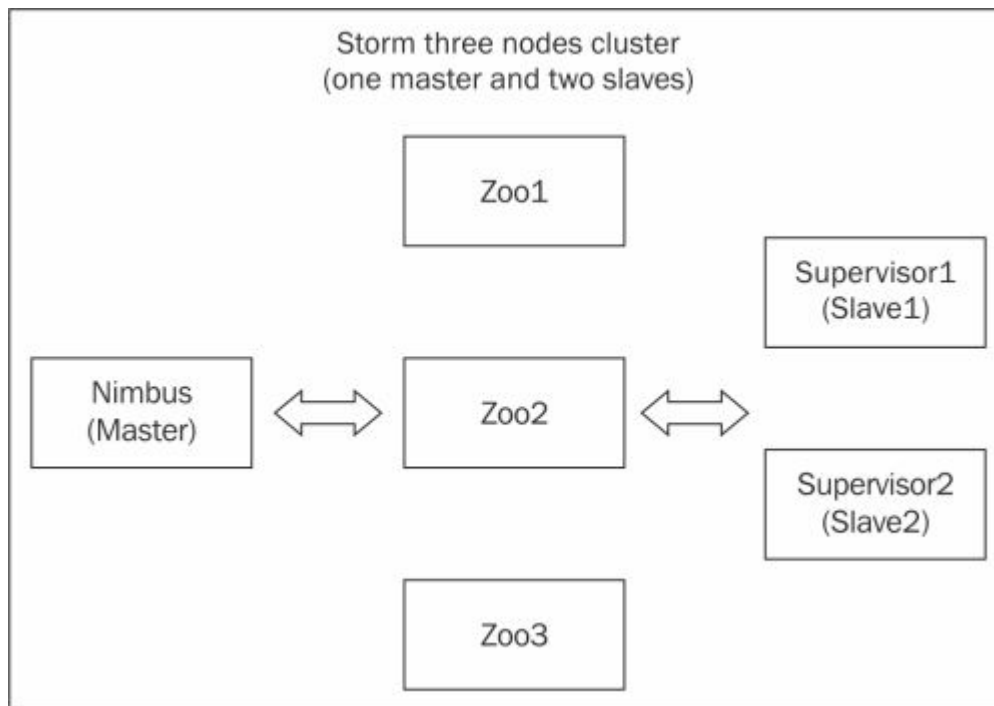 Storm three nodes cluster
(one master and two slaves)
Zoo1
Supervisor1
(Slave1)
Nimbus
(Master)
Zoo2
Supervisor2
(Slave2)
Zoo3